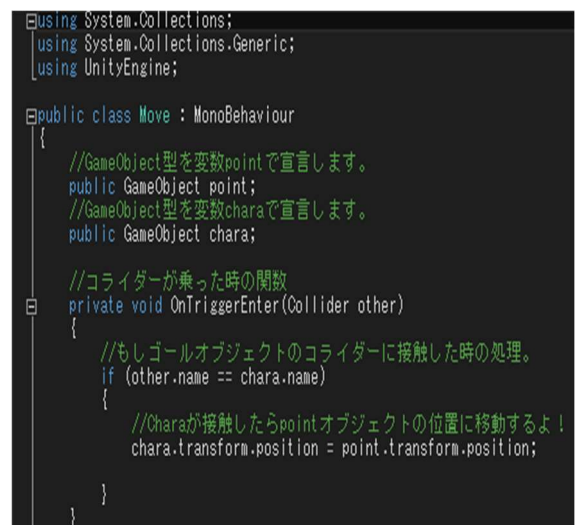 using System.Collections;
using System.Collections.Generic;
using UnityEngine;
public class Move : MonoBehaviour
{
//GameObject型を変数pointで宣言します。
public GameObject point;
//GameObject型を変数charaで宣言します。
public GameObject chara;
//コライダーが乗った時の関数
private void OnTriggerEnter(Collider other)
{
//もしゴールオブジェクトのコライダーに接触した時の処理。
if (other.name == chara.name)
{
//Charaが接触したらpointオブジェクトの位置に移動するよ！
chara.transform.position = point.transform.position;
}
}